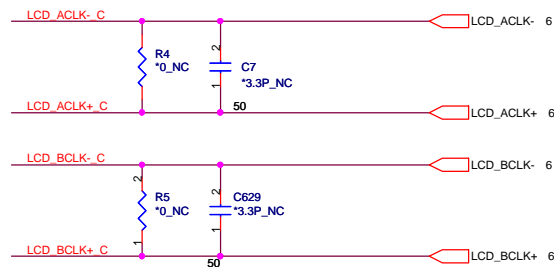 LCD_ACLK-_C
LCD_ACLK- 6
R4
*0_NC
2
C7
*3.3P_NC
1
LCD_ACLK+_C
50
LCD_ACLK+ 6
LCD_BCLK-_C
LCD_BCLK- 6
2
R5
*0_NC
1
2
C629
*3.3P_NC
1
LCD_BCLK+_C
50
LCD_BCLK+ 6